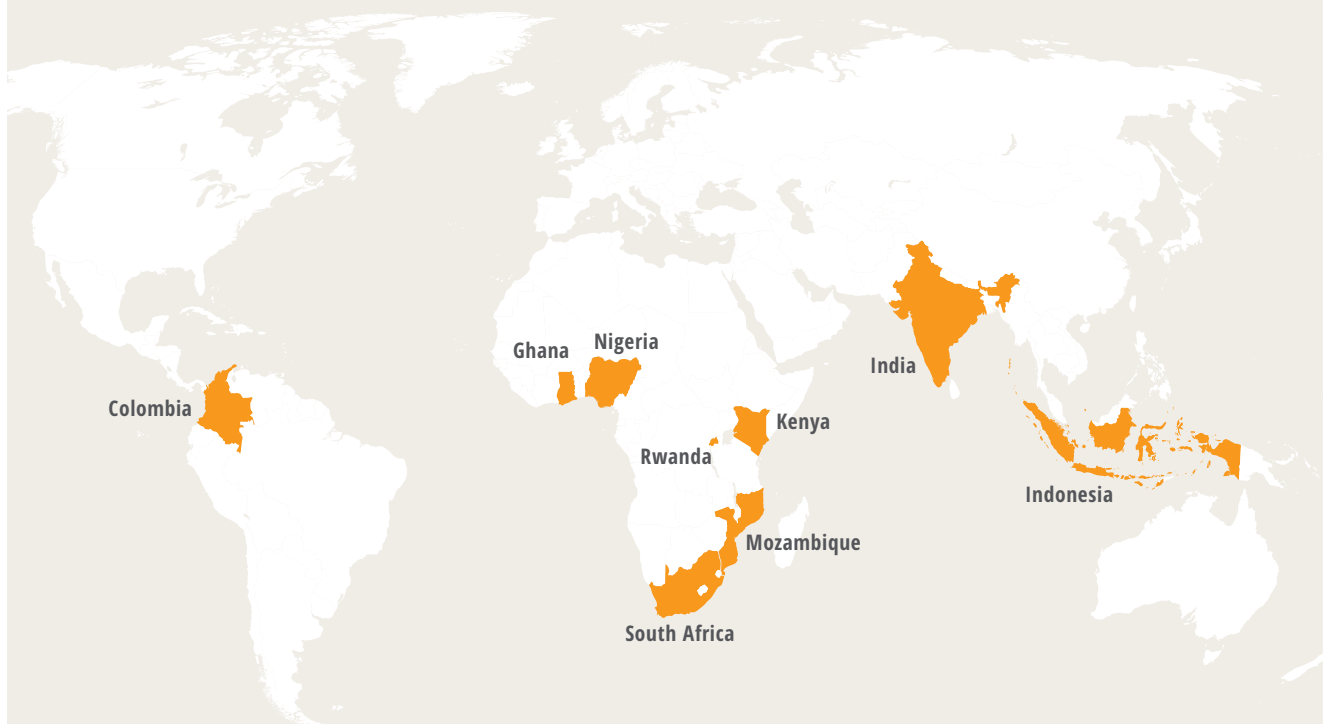 Nigeria
Ghana
India
Colombia
Kenya
Rwanda
Indonesia
Mozambique
South Africa